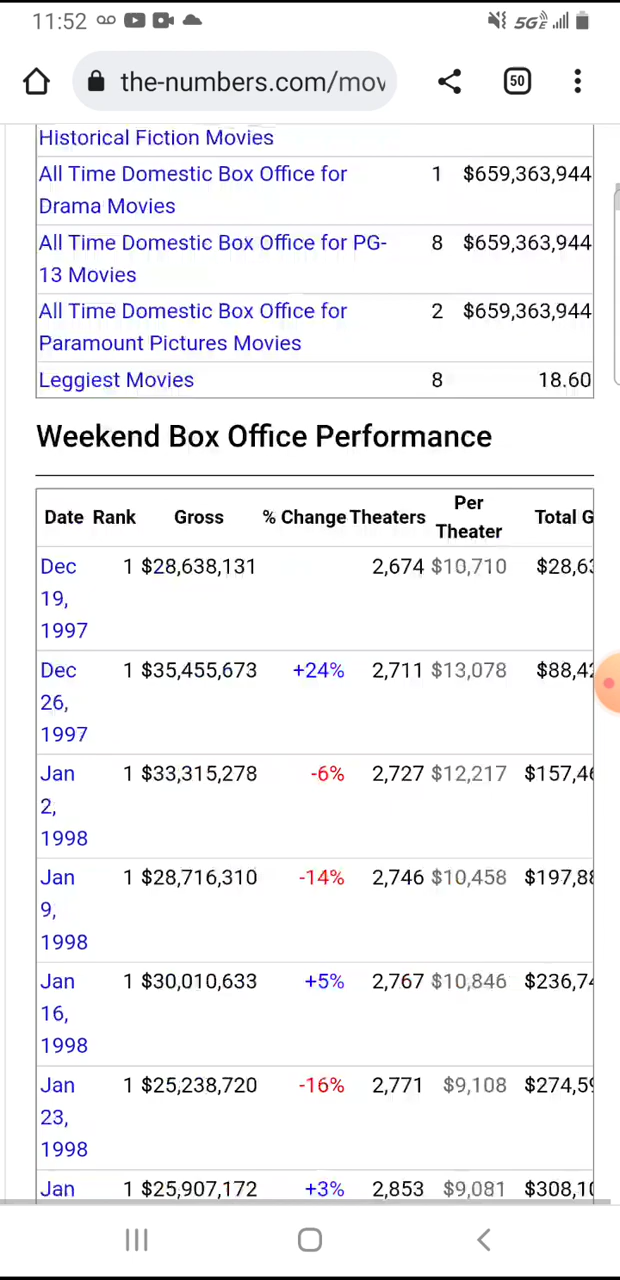 11:52 5GE
the-numbers.com/mov 50
Historical Fiction Movies
All Time Domestic Box Office for 1 $659,363,944
Drama Movies
All Time Domestic Box Office for PG- 8 $659,363,944
13 Movies
All Time Domestic Box Office for 2 $659,363,944
Paramount Pictures Movies
Leggiest Movies 8 18.60
Weekend Box Office Performance
Date Rank Gross % Change Theaters Per Theater Total G
Dec 1 $28,638,131 2,674 $10,710 $28,63
19,
1997
Dec 1 $35,455,673 +24% 2,711 $13,078 $88,42
26,
1997
Jan 1 $33,315,278 -6% 2,727 $12,217 $157,46
2,
1998
Jan 1 $28,716,310 -14% 2,746 $10,458 $197,88
9,
1998
Jan 1 $30,010,633 +5% 2,767 $10,846 $236,74
16,
1998
Jan 1 $25,238,720 -16% 2,771 $9,108 $274,59
23,
1998
Jan 1 $25,907,172 +3% 2,853 $9,081 $308,10